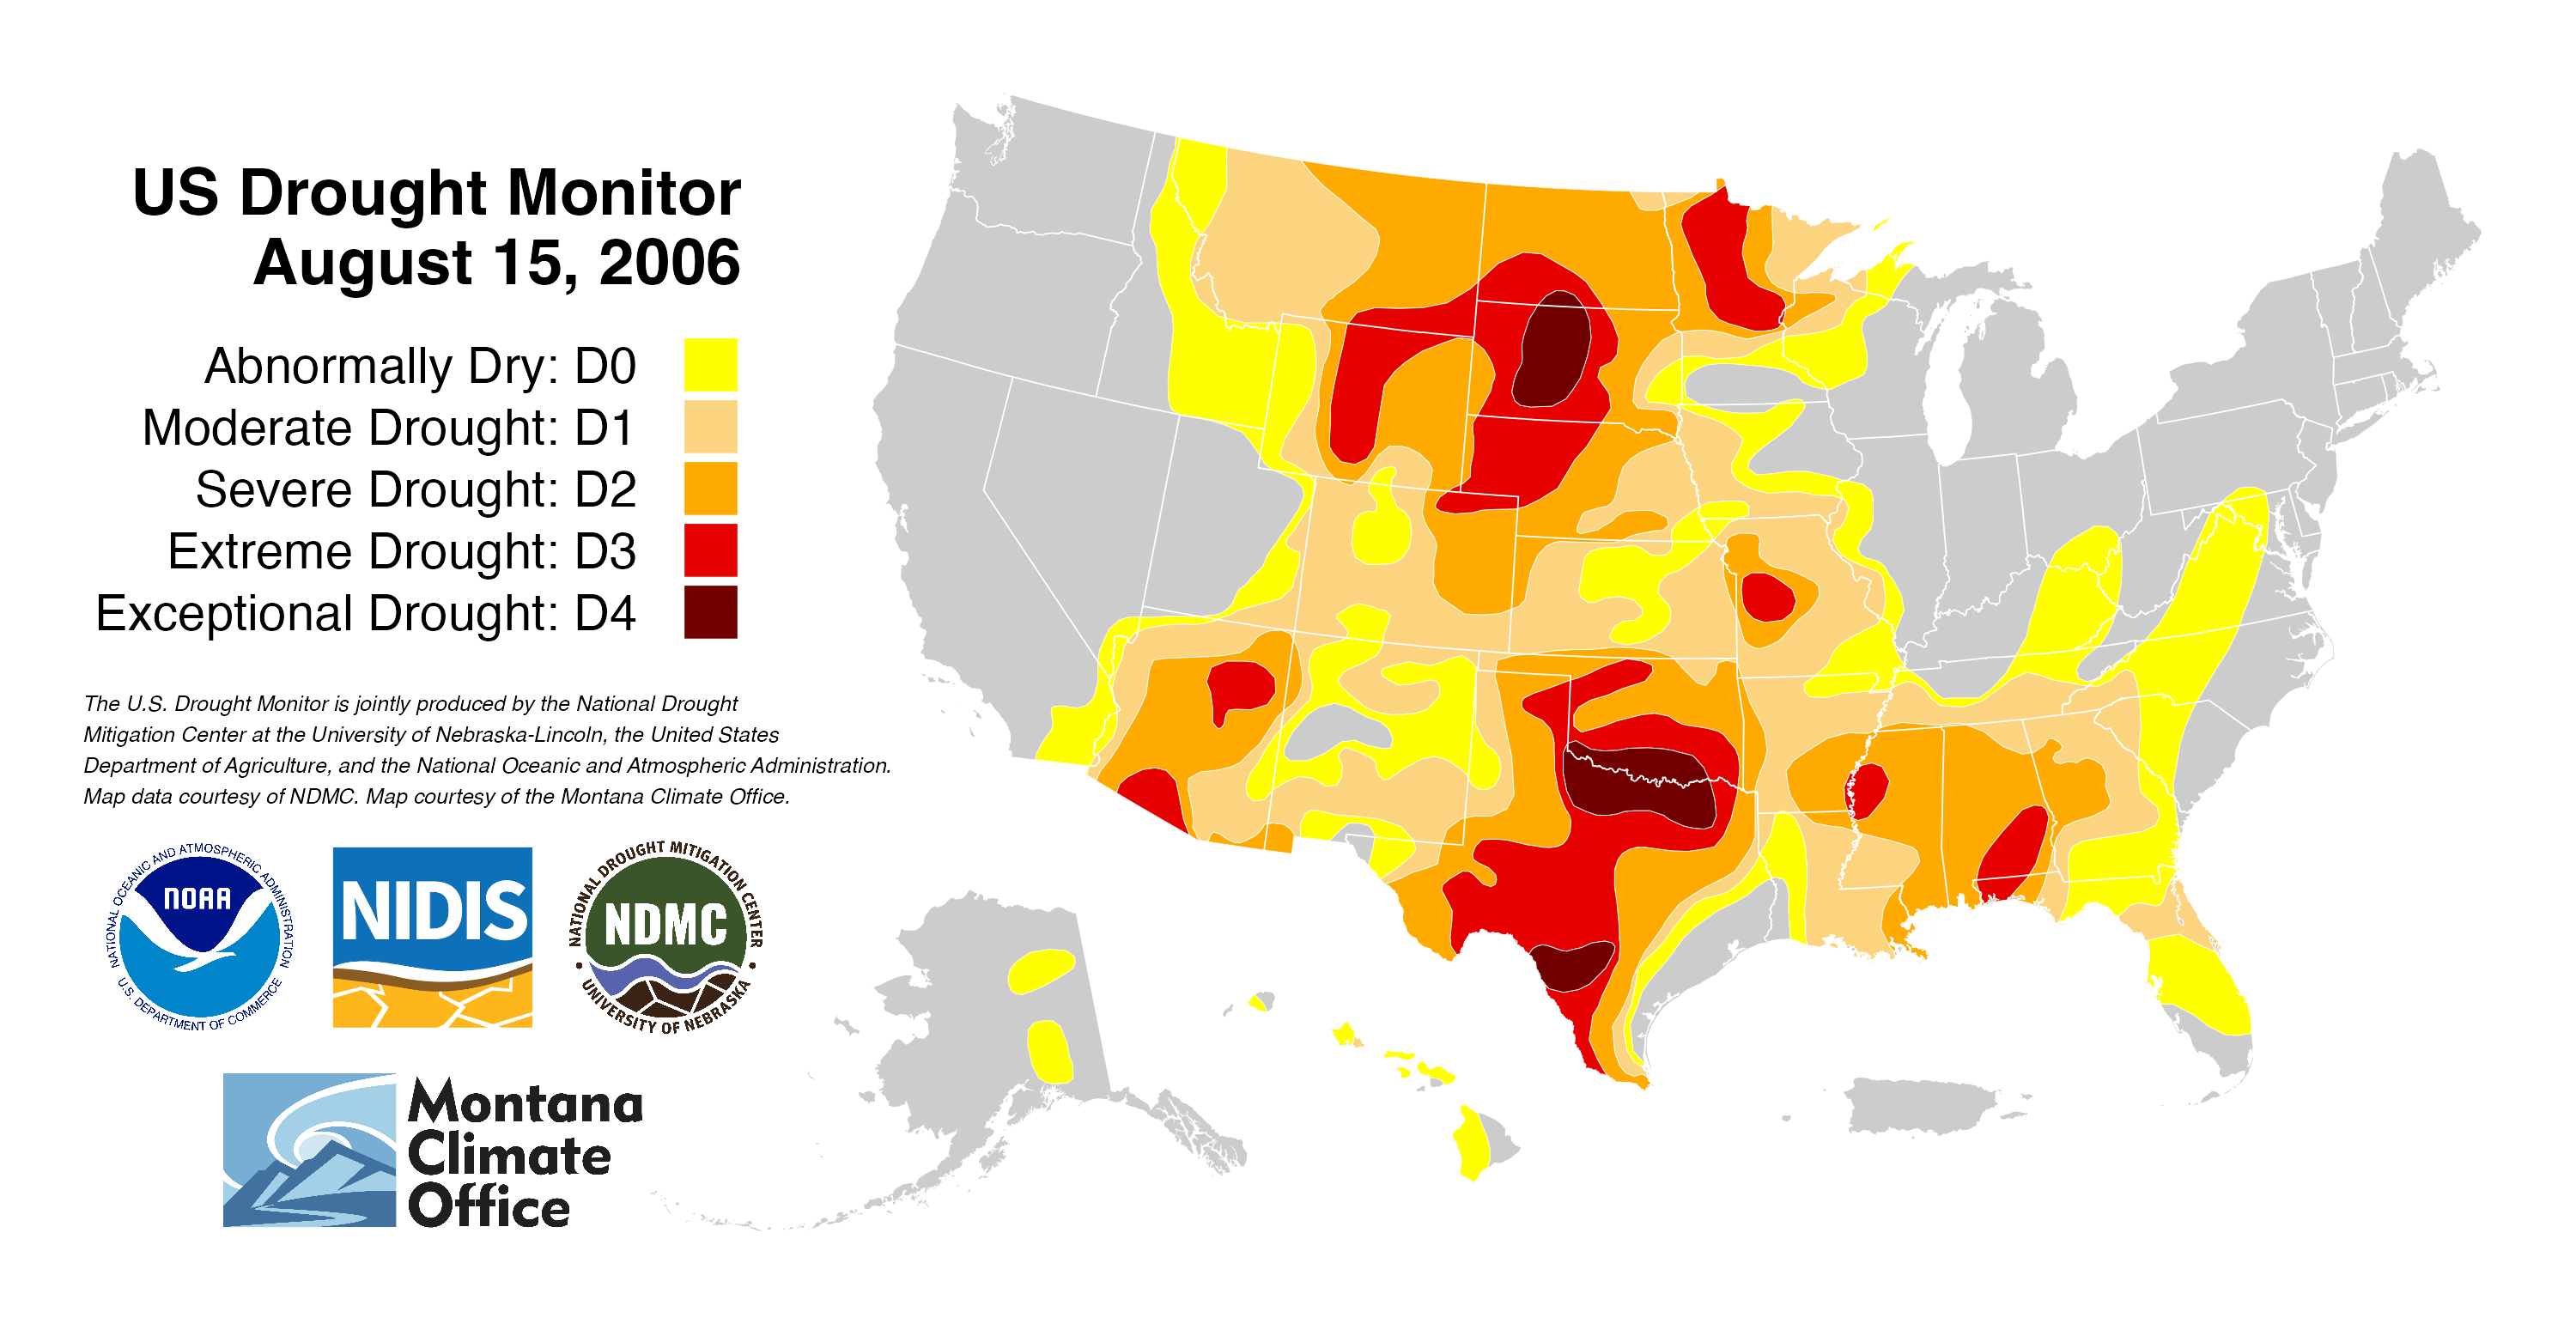 US Drought Monitor
August 15, 2006
Abnormally Dry: D0
Moderate Drought: D1
Severe Drought: D2
Extreme Drought: D3
Exceptional Drought: D4
The U.S. Drought Monitor is jointly produced by the National Drought
Mitigation Center at the University of Nebraska-Lincoln, the United States
Department of Agriculture, and the National Oceanic and Atmospheric Administration.
Map data courtesy of NDMC. Map courtesy of the Montana Climate Office.
NATIONAL OCEANIC AND ATMOSPHERIC ADMINISTRATION
NOAA
U.S. DEPARTMENT OF COMMERCE
NIDIS
NATIONAL DROUGHT MITIGATION CENTER
NDMC
UNIVERSITY OF NEBRASKA
Montana
Climate
Office